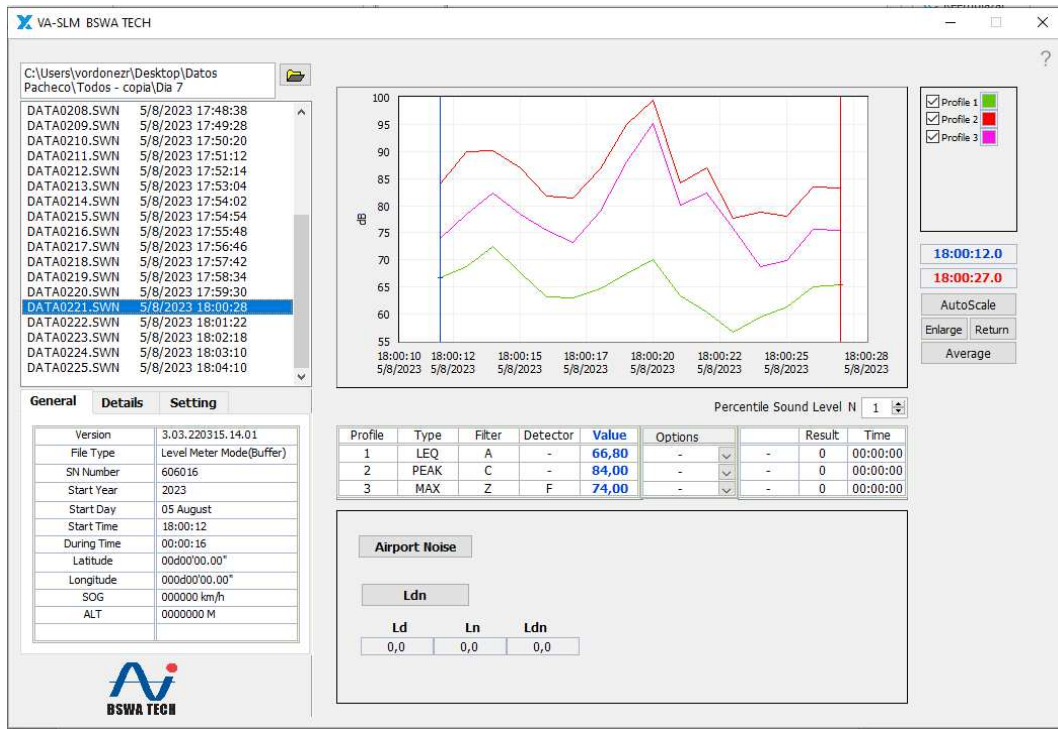 VA-SLM BSWA TECH
?
C:\Users\vordonezr\Desktop\Datos
Pacheco\Todos - copia\Dia 7
DATA0208.SWN 5/8/2023 17:48:38
DATA0209.SWN 5/8/2023 17:49:28
DATA0210.SWN 5/8/2023 17:50:20
DATA0211.SWN 5/8/2023 17:51:12
DATA0212.SWN 5/8/2023 17:52:14
DATA0213.SWN 5/8/2023 17:53:04
DATA0214.SWN 5/8/2023 17:54:02
DATA0215.SWN 5/8/2023 17:54:54
DATA0216.SWN 5/8/2023 17:55:48
DATA0217.SWN 5/8/2023 17:56:46
DATA0218.SWN 5/8/2023 17:57:42
DATA0219.SWN 5/8/2023 17:58:34
DATA0220.SWN 5/8/2023 17:59:30
DATA0221.SWN 5/8/2023 18:00:28
DATA0222.SWN 5/8/2023 18:01:22
DATA0223.SWN 5/8/2023 18:02:18
DATA0224.SWN 5/8/2023 18:03:10
DATA0225.SWN 5/8/2023 18:04:10
General Details Setting
Version 3.03.220315.14.01
File Type Level Meter Mode(Buffer)
SN Number 606016
Start Year 2023
Start Day 05 August
Start Time 18:00:12
During Time 00:00:16
Latitude 00d00'00.00"
Longitude 000d00'00.00"
SOG 000000 km/h
ALT 0000000 M
BSWA TECH
100
95
90
85
80
75
70
65
60
55
dB
18:00:10 18:00:12 18:00:15 18:00:17 18:00:20 18:00:22 18:00:25 18:00:28
5/8/2023 5/8/2023 5/8/2023 5/8/2023 5/8/2023 5/8/2023 5/8/2023 5/8/2023
Profile 1
Profile 2
Profile 3
18:00:12.0
18:00:27.0
AutoScale
Enlarge Return
Average
Percentile Sound Level N 1
Profile Type Filter Detector Value Options Result Time
1 LEQ A - 66,80 - - 0 00:00:00
2 PEAK C - 84,00 - - 0 00:00:00
3 MAX Z F 74,00 - - 0 00:00:00
Airport Noise
Ldn
Ld Ln Ldn
0,0 0,0 0,0